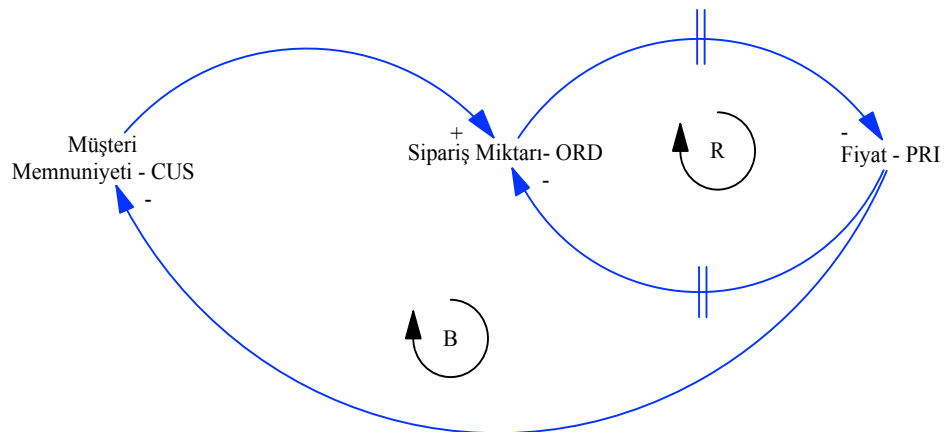 Müşteri
Memnuniyeti - CUS
-
+
Sipariş Miktarı- ORD
-
R
-
Fiyat - PRI
B